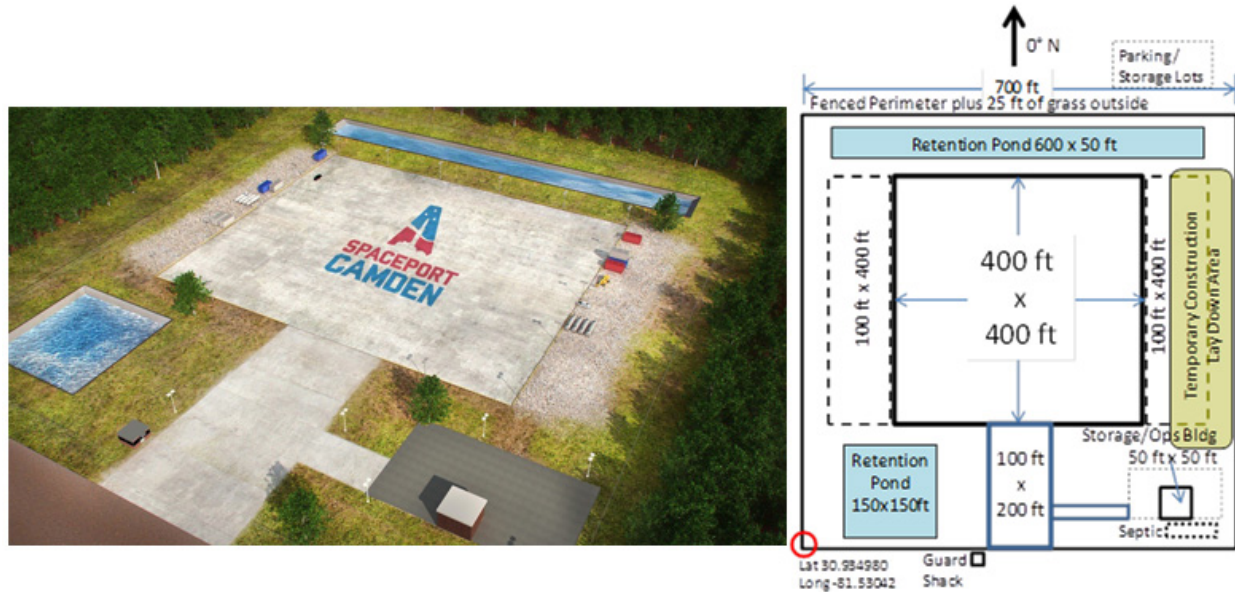 SPACEPORT
CAMDEN
0° N
Parking/
Storage Lots
700 ft
Fenced Perimeter plus 25 ft of grass outside
Retention Pond 600 x 50 ft
100 ft x 400 ft
400 ft
x
400 ft
100 ft x 400 ft
Temporary Construction
Lay Down Area
Storage/Ops Bldg
50 ft x 50 ft
Retention
Pond
150x150ft
100 ft
x
200 ft
Septic
Lat 30.934980
Long -81.53042
Guard
Shack